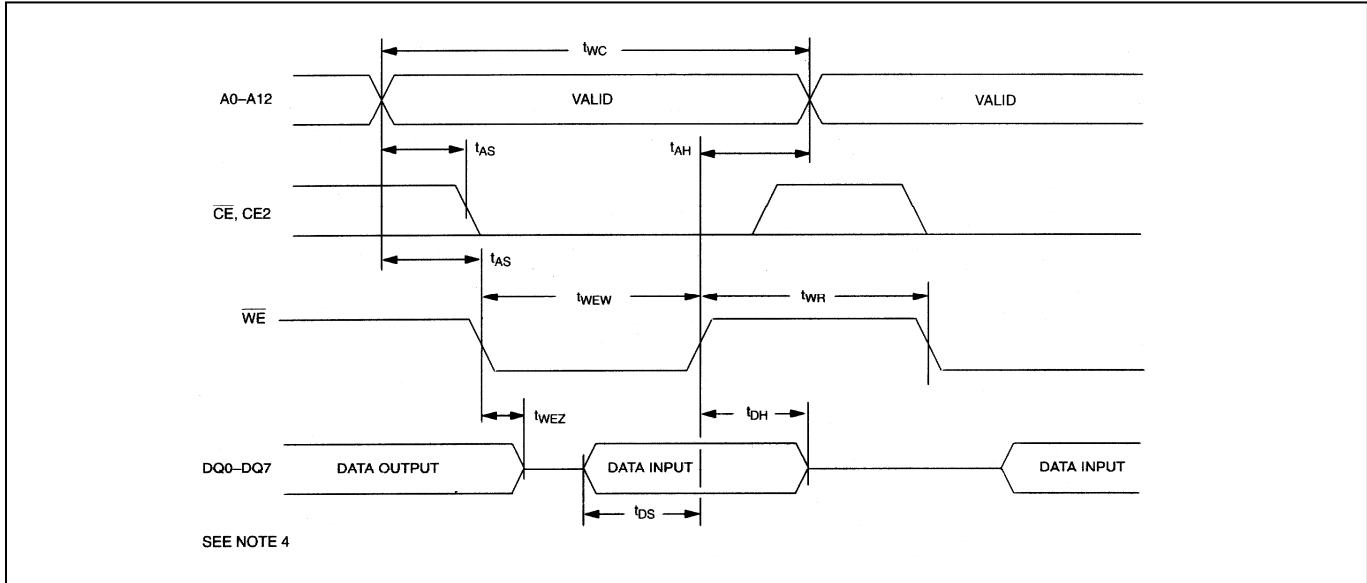 tWC
A0–A12
VALID
VALID
tAS
tAH
CE, CE2
tAS
tWEW
tWR
WE
tWEZ
tDH
DQ0–DQ7
DATA OUTPUT
DATA INPUT
DATA INPUT
tDS
SEE NOTE 4